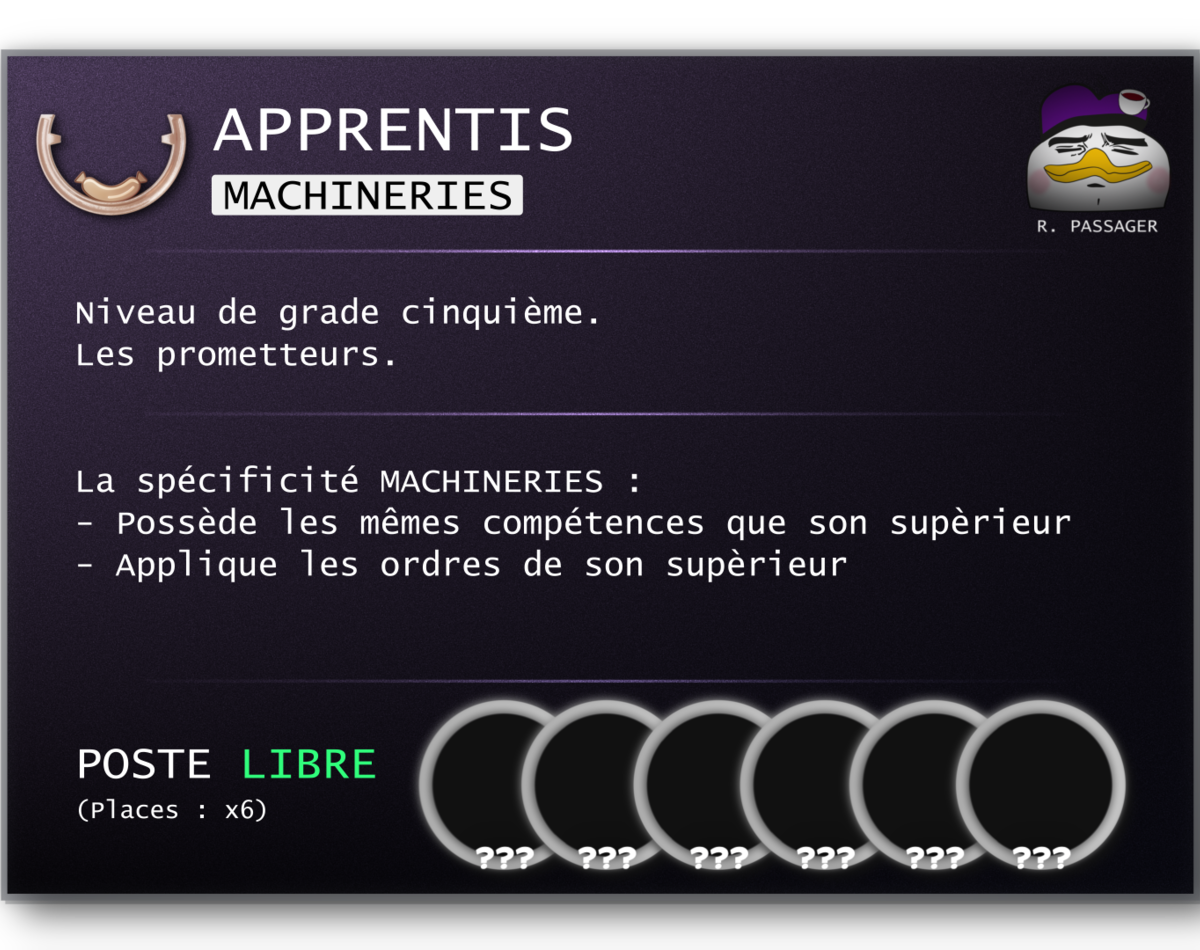 APPRENTIS
MACHINERIES
R. PASSAGER
Niveau de grade cinquième.
Les prometteurs.
La spécificité MACHINERIES :
- Possède les mêmes compétences que son supèrieur
- Applique les ordres de son supèrieur
POSTE LIBRE
(Places : x6)
??? ??? ??? ??? ??? ???